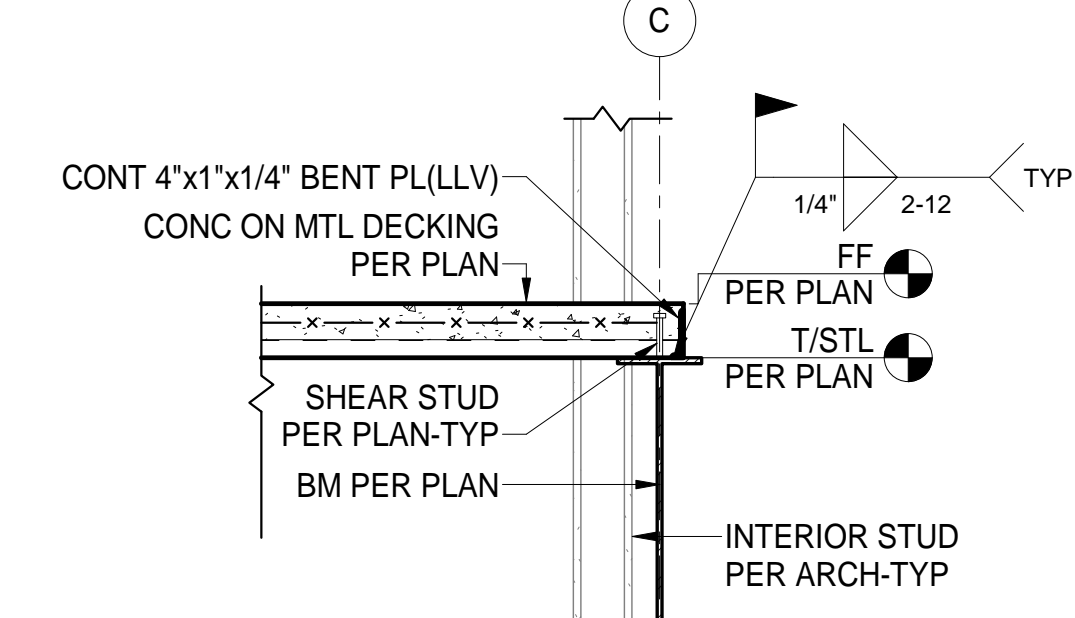 C
CONT 4"x1"x1/4" BENT PL(LLV)
CONC ON MTL DECKING
PER PLAN
1/4"
2-12
TYP
FF
PER PLAN
T/STL
PER PLAN
SHEAR STUD
PER PLAN-TYP
BM PER PLAN
INTERIOR STUD
PER ARCH-TYP